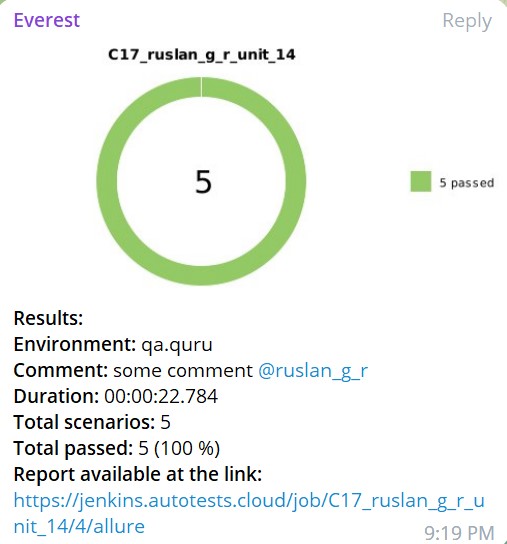 Everest
Reply
C17_ruslan_g_r_unit_14
5
5 passed
Results:
Environment: qa.quru
Comment: some comment @ruslan_g_r
Duration: 00:00:22.784
Total scenarios: 5
Total passed: 5 (100 %)
Report available at the link:
https://jenkins.autotests.cloud/job/C17_ruslan_g_r_u
nit_14/4/allure
9:19 PM